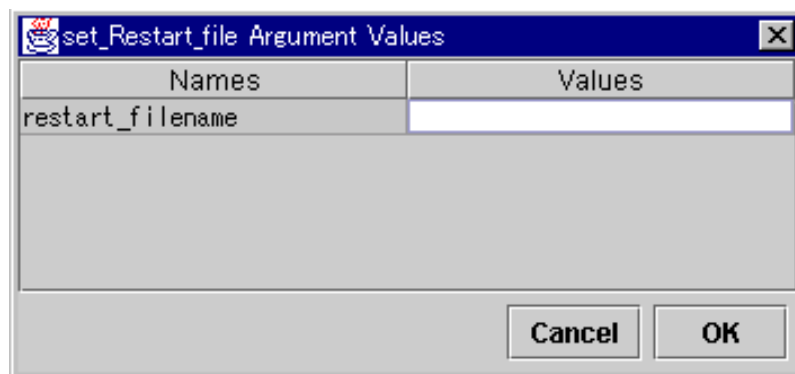 set_Restart_file Argument Values
Names Values
restart_filename
Cancel OK